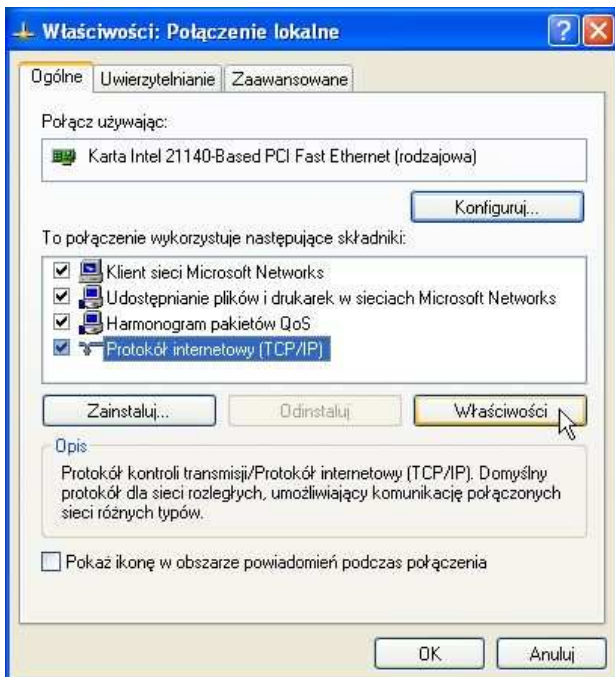 Właściwości: Połączenie lokalne
Ogólne Uwierzytelnianie Zaawansowane
Połącz używając:
Karta Intel 21140-Based PCI Fast Ethernet (rodzajowa)
Konfiguruj...
To połączenie wykorzystuje następujące składniki:
Klient sieci Microsoft Networks
Udostępnianie plików i drukarek w sieciach Microsoft Networks
Harmonogram pakietów QoS
Protokół internetowy (TCP/IP)
Zainstaluj... Odinstaluj Właściwości
Opis
Protokół kontroli transmisji/Protokół internetowy (TCP/IP). Domyślny
protokół dla sieci rozległych, umożliwiający komunikację połączonych
sieci różnych typów.
Pokaż ikonę w obszarze powiadomień podczas połączenia
OK Anuluj